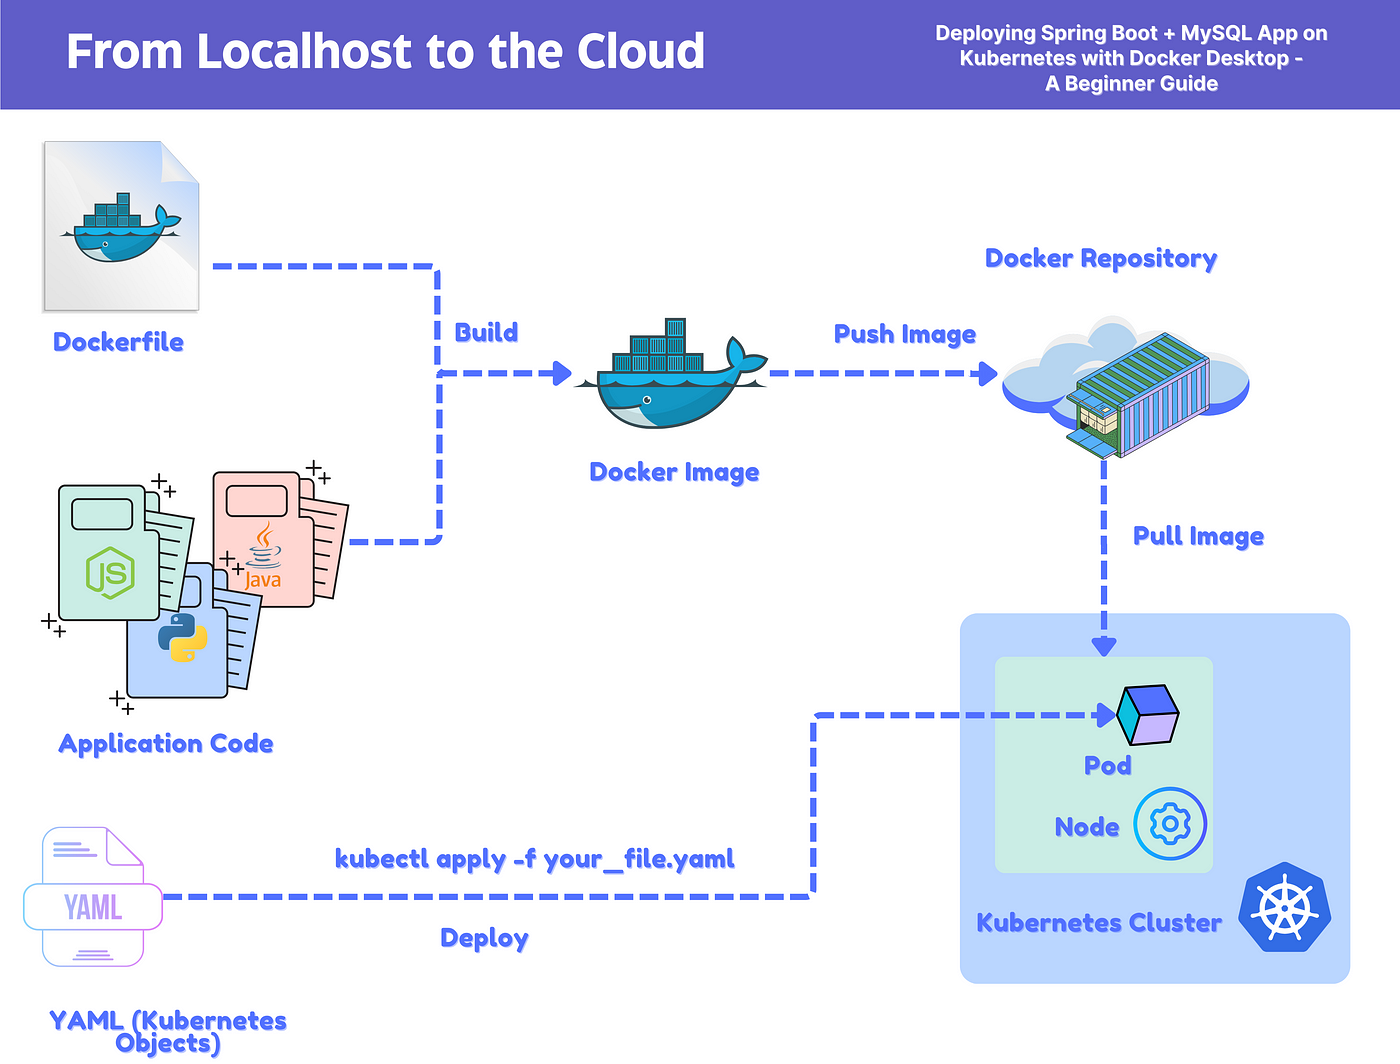 From Localhost to the Cloud
Deploying Spring Boot + MySQL App on
Kubernetes with Docker Desktop -
A Beginner Guide
Dockerfile
Build
Docker Image
Push Image
Docker Repository
Pull Image
JS
Java
Application Code
Pod
Node
Kubernetes Cluster
kubectl apply -f your_file.yaml
Deploy
YAML
YAML (Kubernetes
Objects)